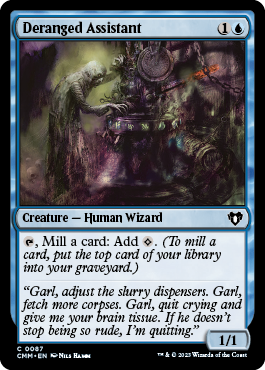 Deranged Assistant 1
Creature — Human Wizard
, Mill a card: Add . (To mill
a card, put the top card of your library
into your graveyard.)
“Garl, adjust the slurry dispensers. Garl,
fetch more corpses. Garl, quit crying and
give me your brain tissue. If he doesn’t
stop being so rude, I’m quitting.”
1/1
C 0087
CMM • EN Nils Hamm
™ & © 2023 Wizards of the Coast